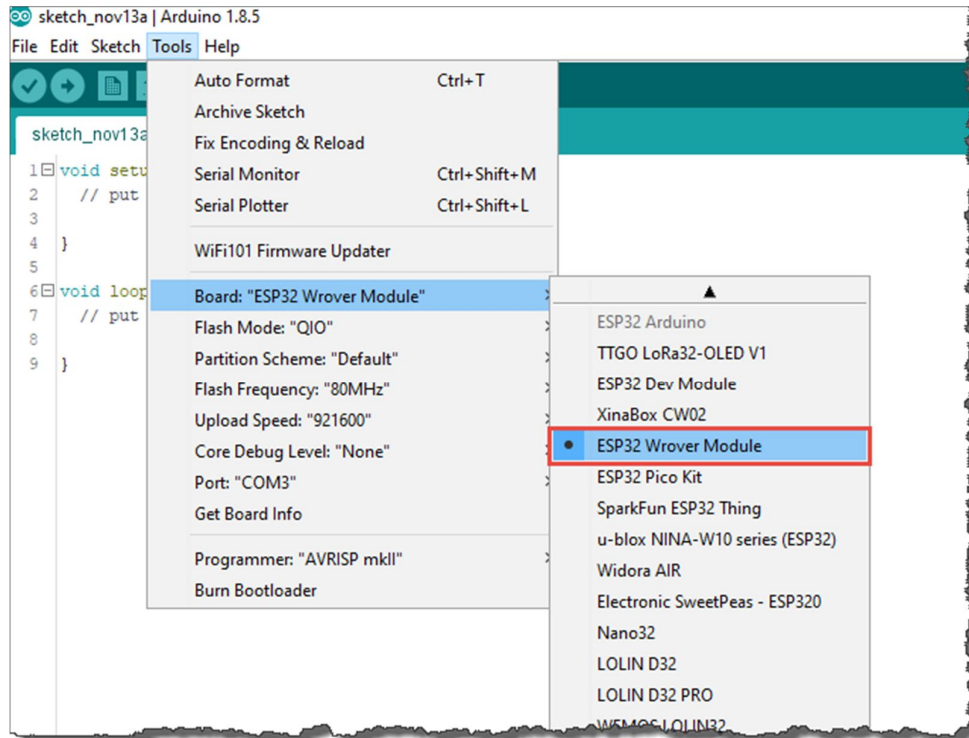 sketch_nov13a | Arduino 1.8.5
File Edit Sketch Tools Help
sketch_nov13a
1 void setu
2 // put
3
4 }
5
6 void loop
7 // put
8
9 }
Auto Format Ctrl+T
Archive Sketch
Fix Encoding & Reload
Serial Monitor Ctrl+Shift+M
Serial Plotter Ctrl+Shift+L
WiFi101 Firmware Updater
Board: "ESP32 Wrover Module"
Flash Mode: "QIO"
Partition Scheme: "Default"
Flash Frequency: "80MHz"
Upload Speed: "921600"
Core Debug Level: "None"
Port: "COM3"
Get Board Info
Programmer: "AVRISP mkII"
Burn Bootloader
ESP32 Arduino
TTGO LoRa32-OLED V1
ESP32 Dev Module
XinaBox CW02
ESP32 Wrover Module
ESP32 Pico Kit
SparkFun ESP32 Thing
u-blox NINA-W10 series (ESP32)
Widora AIR
Electronic SweetPeas - ESP320
Nano32
LOLIN D32
LOLIN D32 PRO
WEMOS LOLIN32